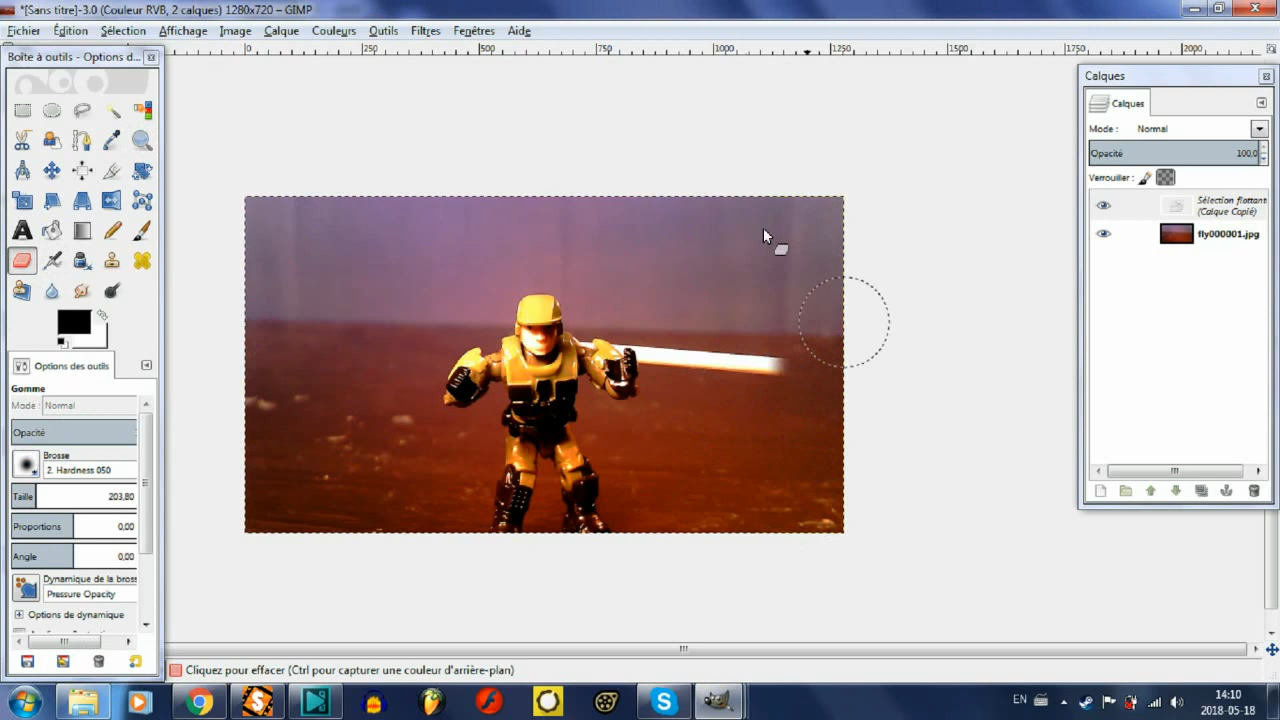 *[Sans titre]-3.0 (Couleur RVB, 2 calques) 1280x720 – GIMP
Fichier Édition Sélection Affichage Image Calque Couleurs Outils Filtres Fenêtres Aide
0 250 500 750 1000 1250 1500 1750 2000
Boîte à outils - Options d...
Options des outils
Gomme
Mode : Normal
Opacité
Brosse
2. Hardness 050
Taille 203,80
Proportions 0,00
Angle 0,00
Dynamique de la bross
Pressure Opacity
Options de dynamique
Calques
Calques
Mode : Normal
Opacité 100,0
Verrouiller :
Sélection flottant
(Calque Copié)
fly000001.jpg
Cliquez pour effacer (Ctrl pour capturer une couleur d'arrière-plan)
EN
14:10
2018-05-18